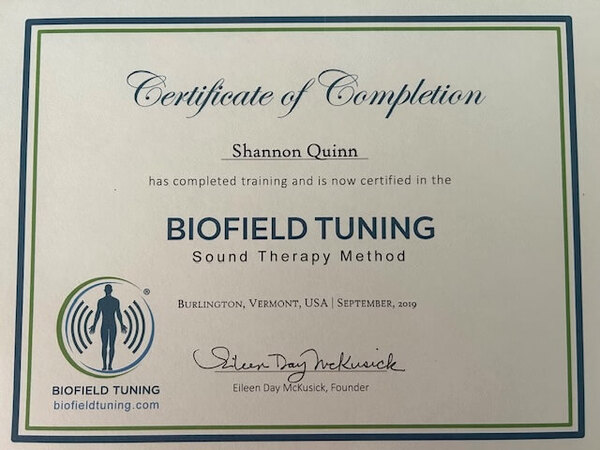 Certificate of Completion
Shannon Quinn
has completed training and is now certified in the
BIOFIELD TUNING
Sound Therapy Method
BURLINGTON, VERMONT, USA | SEPTEMBER, 2019
®
Eileen Day McKusick
Eileen Day McKusick, Founder
BIOFIELD TUNING
biofieldtuning.com